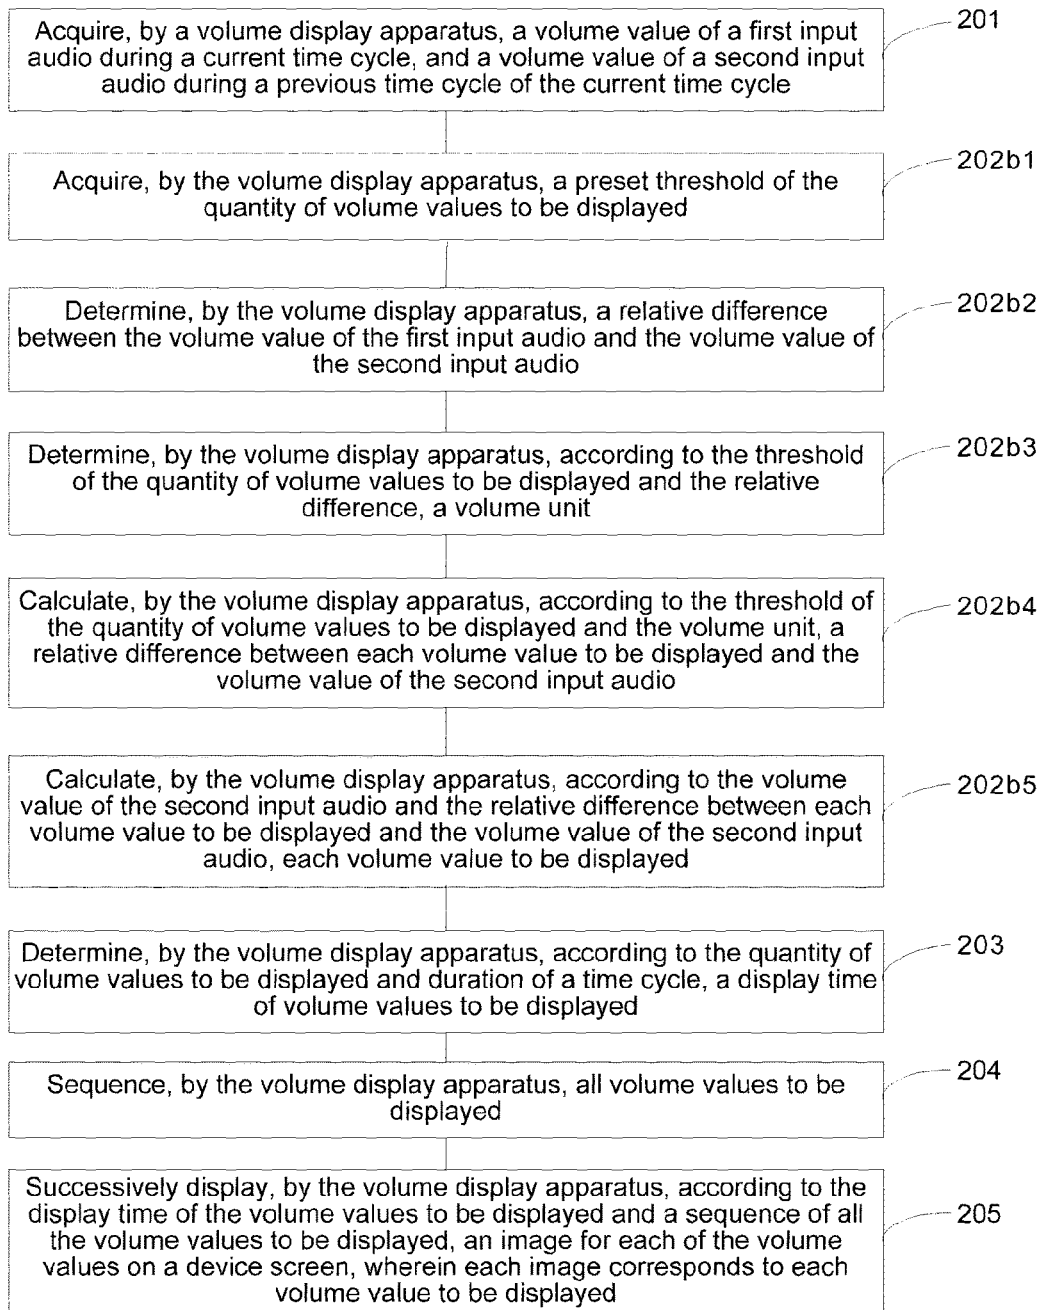 Acquire, by a volume display apparatus, a volume value of a first input
audio during a current time cycle, and a volume value of a second input
audio during a previous time cycle of the current time cycle
201
Acquire, by the volume display apparatus, a preset threshold of the
quantity of volume values to be displayed
202b1
Determine, by the volume display apparatus, a relative difference
between the volume value of the first input audio and the volume value of
the second input audio
202b2
Determine, by the volume display apparatus, according to the threshold
of the quantity of volume values to be displayed and the relative
difference, a volume unit
202b3
Calculate, by the volume display apparatus, according to the threshold of
the quantity of volume values to be displayed and the volume unit, a
relative difference between each volume value to be displayed and the
volume value of the second input audio
202b4
Calculate, by the volume display apparatus, according to the volume
value of the second input audio and the relative difference between each
volume value to be displayed and the volume value of the second input
audio, each volume value to be displayed
202b5
Determine, by the volume display apparatus, according to the quantity of
volume values to be displayed and duration of a time cycle, a display time
of volume values to be displayed
203
Sequence, by the volume display apparatus, all volume values to be
displayed
204
Successively display, by the volume display apparatus, according to the
display time of the volume values to be displayed and a sequence of all
the volume values to be displayed, an image for each of the volume
values on a device screen, wherein each image corresponds to each
volume value to be displayed
205